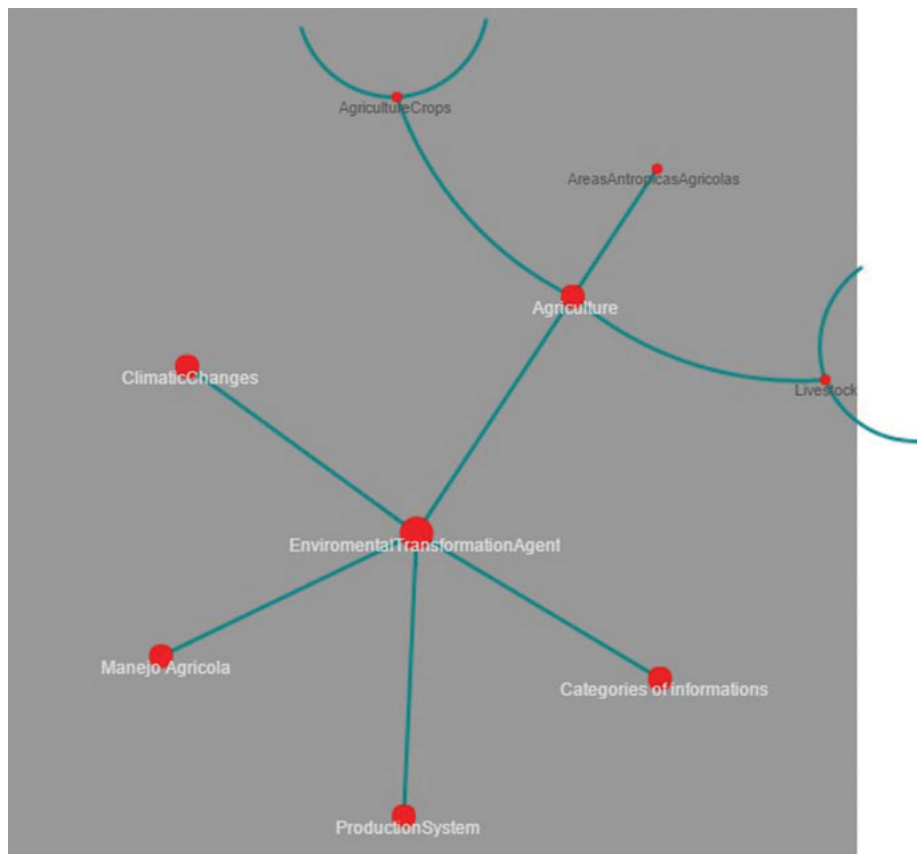 AgricultureCrops
AreasAntropicasAgricolas
Agriculture
ClimaticChanges
Livestock
EnviromentalTransformationAgent
Manejo Agricola
Categories of informations
ProductionSystem